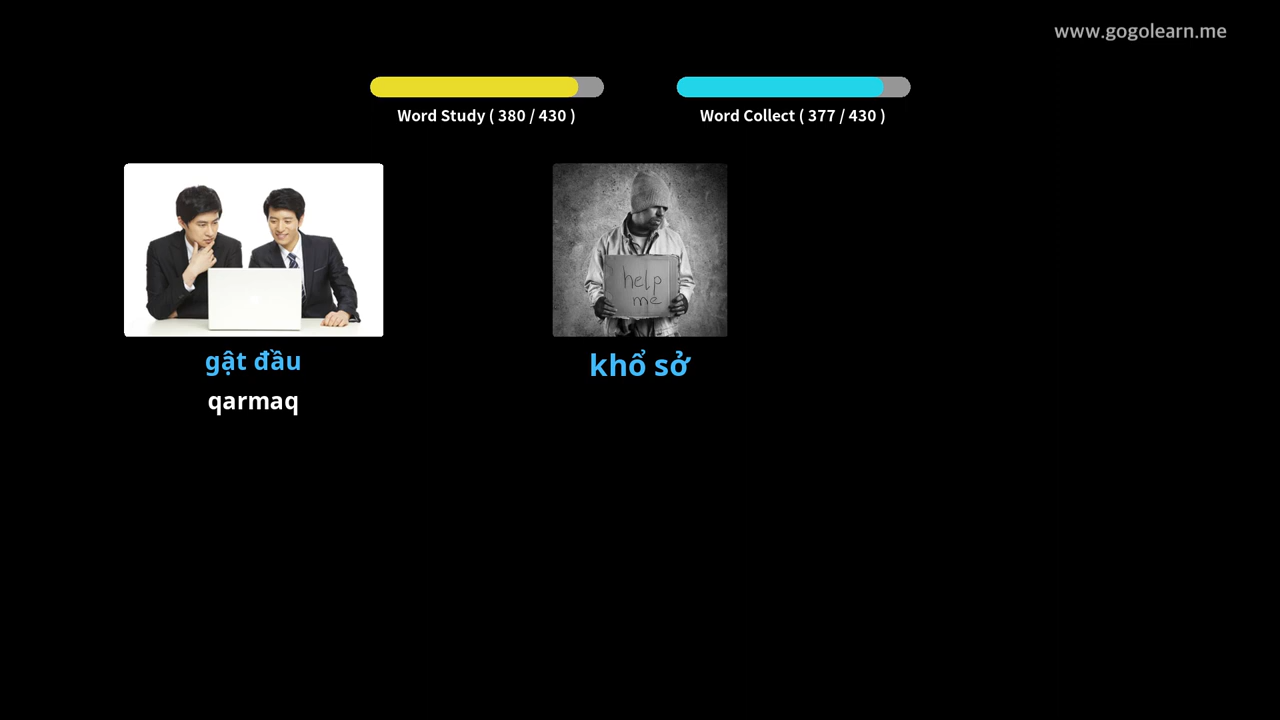 www.gogolearn.me
Word Study ( 380 / 430 )
Word Collect ( 377 / 430 )
help
me
gật đầu
khổ sở
qarmaq